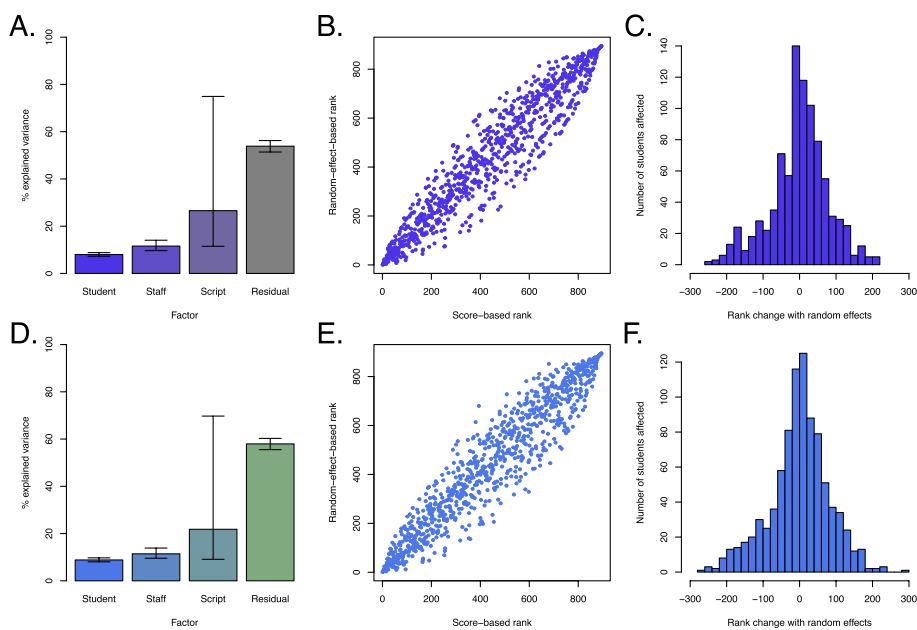 A.
% explained variance
0 20 40 60 80 100
Student Staff Script Residual
Factor
B.
Random−effect−based rank
0 200 400 600 800
0 200 400 600 800
Score−based rank
C.
Number of students affected
0 20 40 60 80 100 120 140
−300 −200 −100 0 100 200 300
Rank change with random effects
D.
% explained variance
0 20 40 60 80 100
Student Staff Script Residual
Factor
E.
Random−effect−based rank
0 200 400 600 800
0 200 400 600 800
Score−based rank
F.
Number of students affected
0 20 40 60 80 100 120
−300 −200 −100 0 100 200 300
Rank change with random effects